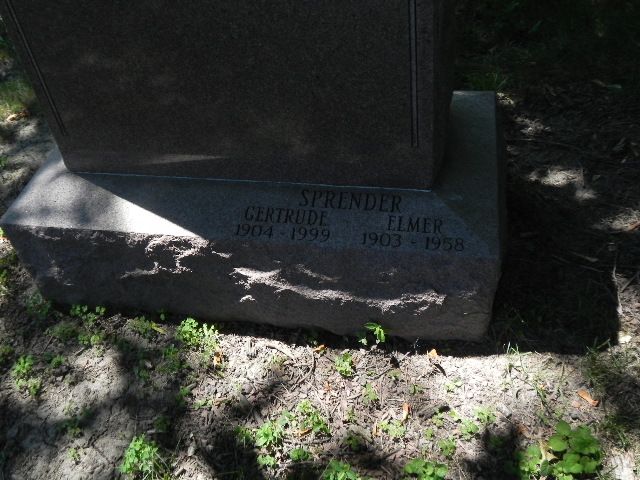 SPRENDER
GERTRUDE ELMER
1904 - 1999 1903 - 1958